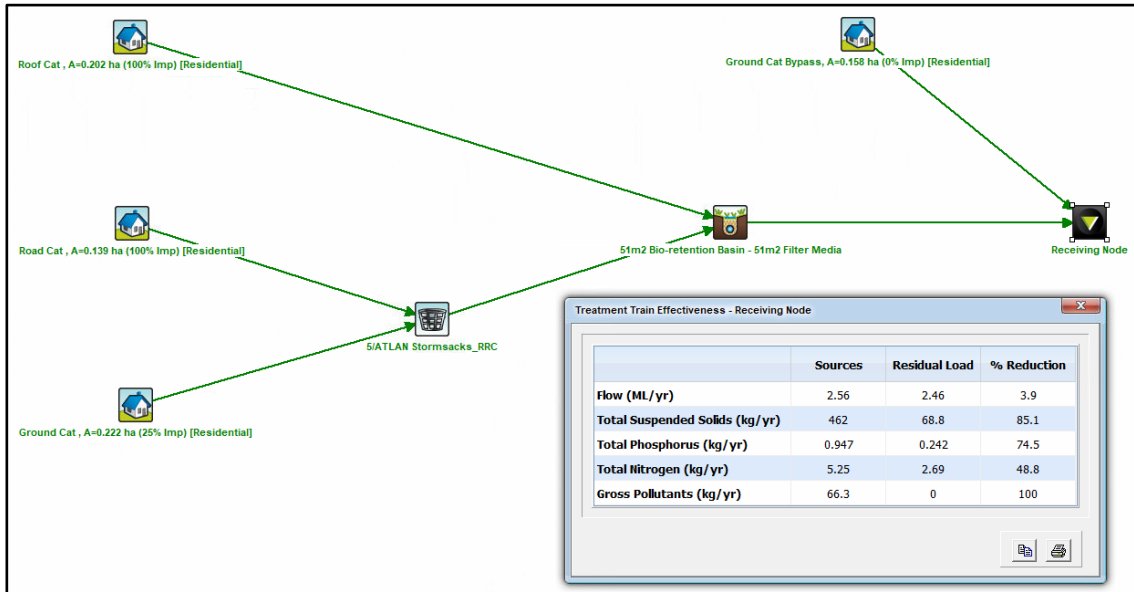 Roof Cat , A=0.202 ha (100% Imp) [Residential]
Ground Cat Bypass, A=0.158 ha (0% Imp) [Residential]
Road Cat , A=0.139 ha (100% Imp) [Residential]
51m2 Bio-retention Basin - 51m2 Filter Media
Receiving Node
5/ATLAN Stormsacks_RRC
Ground Cat , A=0.222 ha (25% Imp) [Residential]
Treatment Train Effectiveness - Receiving Node
Sources Residual Load % Reduction
Flow (ML/yr) 2.56 2.46 3.9
Total Suspended Solids (kg/yr) 462 68.8 85.1
Total Phosphorus (kg/yr) 0.947 0.242 74.5
Total Nitrogen (kg/yr) 5.25 2.69 48.8
Gross Pollutants (kg/yr) 66.3 0 100